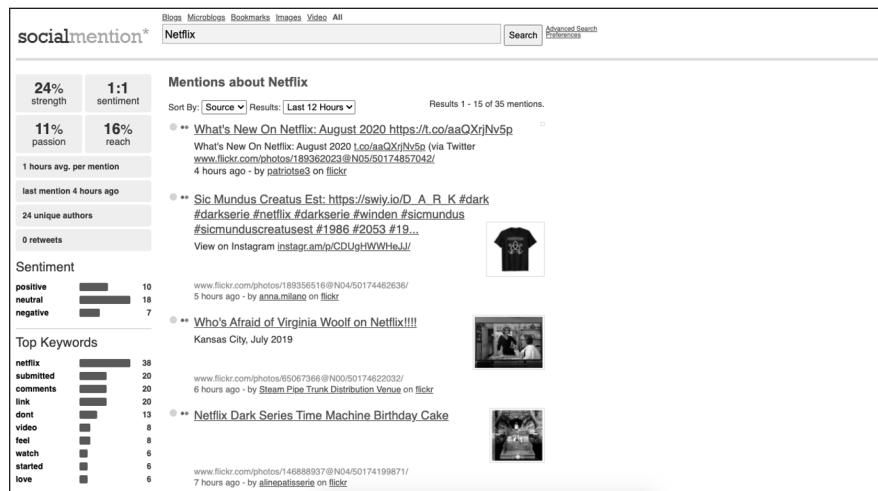 Blogs Microblogs Bookmarks Images Video All
socialmention*
Netflix
Search
Advanced Search
Preferences
24%
strength
1:1
sentiment
11%
passion
16%
reach
1 hours avg. per mention
last mention 4 hours ago
24 unique authors
0 retweets
Sentiment
positive 10
neutral 18
negative 7
Top Keywords
netflix 38
submitted 20
comments 20
link 20
dont 13
video 8
feel 8
watch 6
started 6
love 6
Mentions about Netflix
Sort By: Source Results: Last 12 Hours
Results 1 - 15 of 35 mentions.
What's New On Netflix: August 2020 https://t.co/aaQXrjNv5p
What's New On Netflix: August 2020 t.co/aaQXrjNv5p (via Twitter
www.flickr.com/photos/189362023@N05/50174857042/
4 hours ago - by patriotse3 on flickr
Sic Mundus Creatus Est: https://swiy.io/D_A_R_K #dark
#darkserie #netflix #darkserie #winden #sicmundus
#sicmunduscreatusest #1986 #2053 #19...
View on Instagram instagr.am/p/CDUgHWWHeJJ/
www.flickr.com/photos/189356516@N04/50174462636/
5 hours ago - by anna.milano on flickr
Who's Afraid of Virginia Woolf on Netflix!!!!
Kansas City, July 2019
www.flickr.com/photos/65067366@N00/50174622032/
6 hours ago - by Steam Pipe Trunk Distribution Venue on flickr
Netflix Dark Series Time Machine Birthday Cake
www.flickr.com/photos/146888937@N04/50174199871/
7 hours ago - by alinepatisserie on flickr